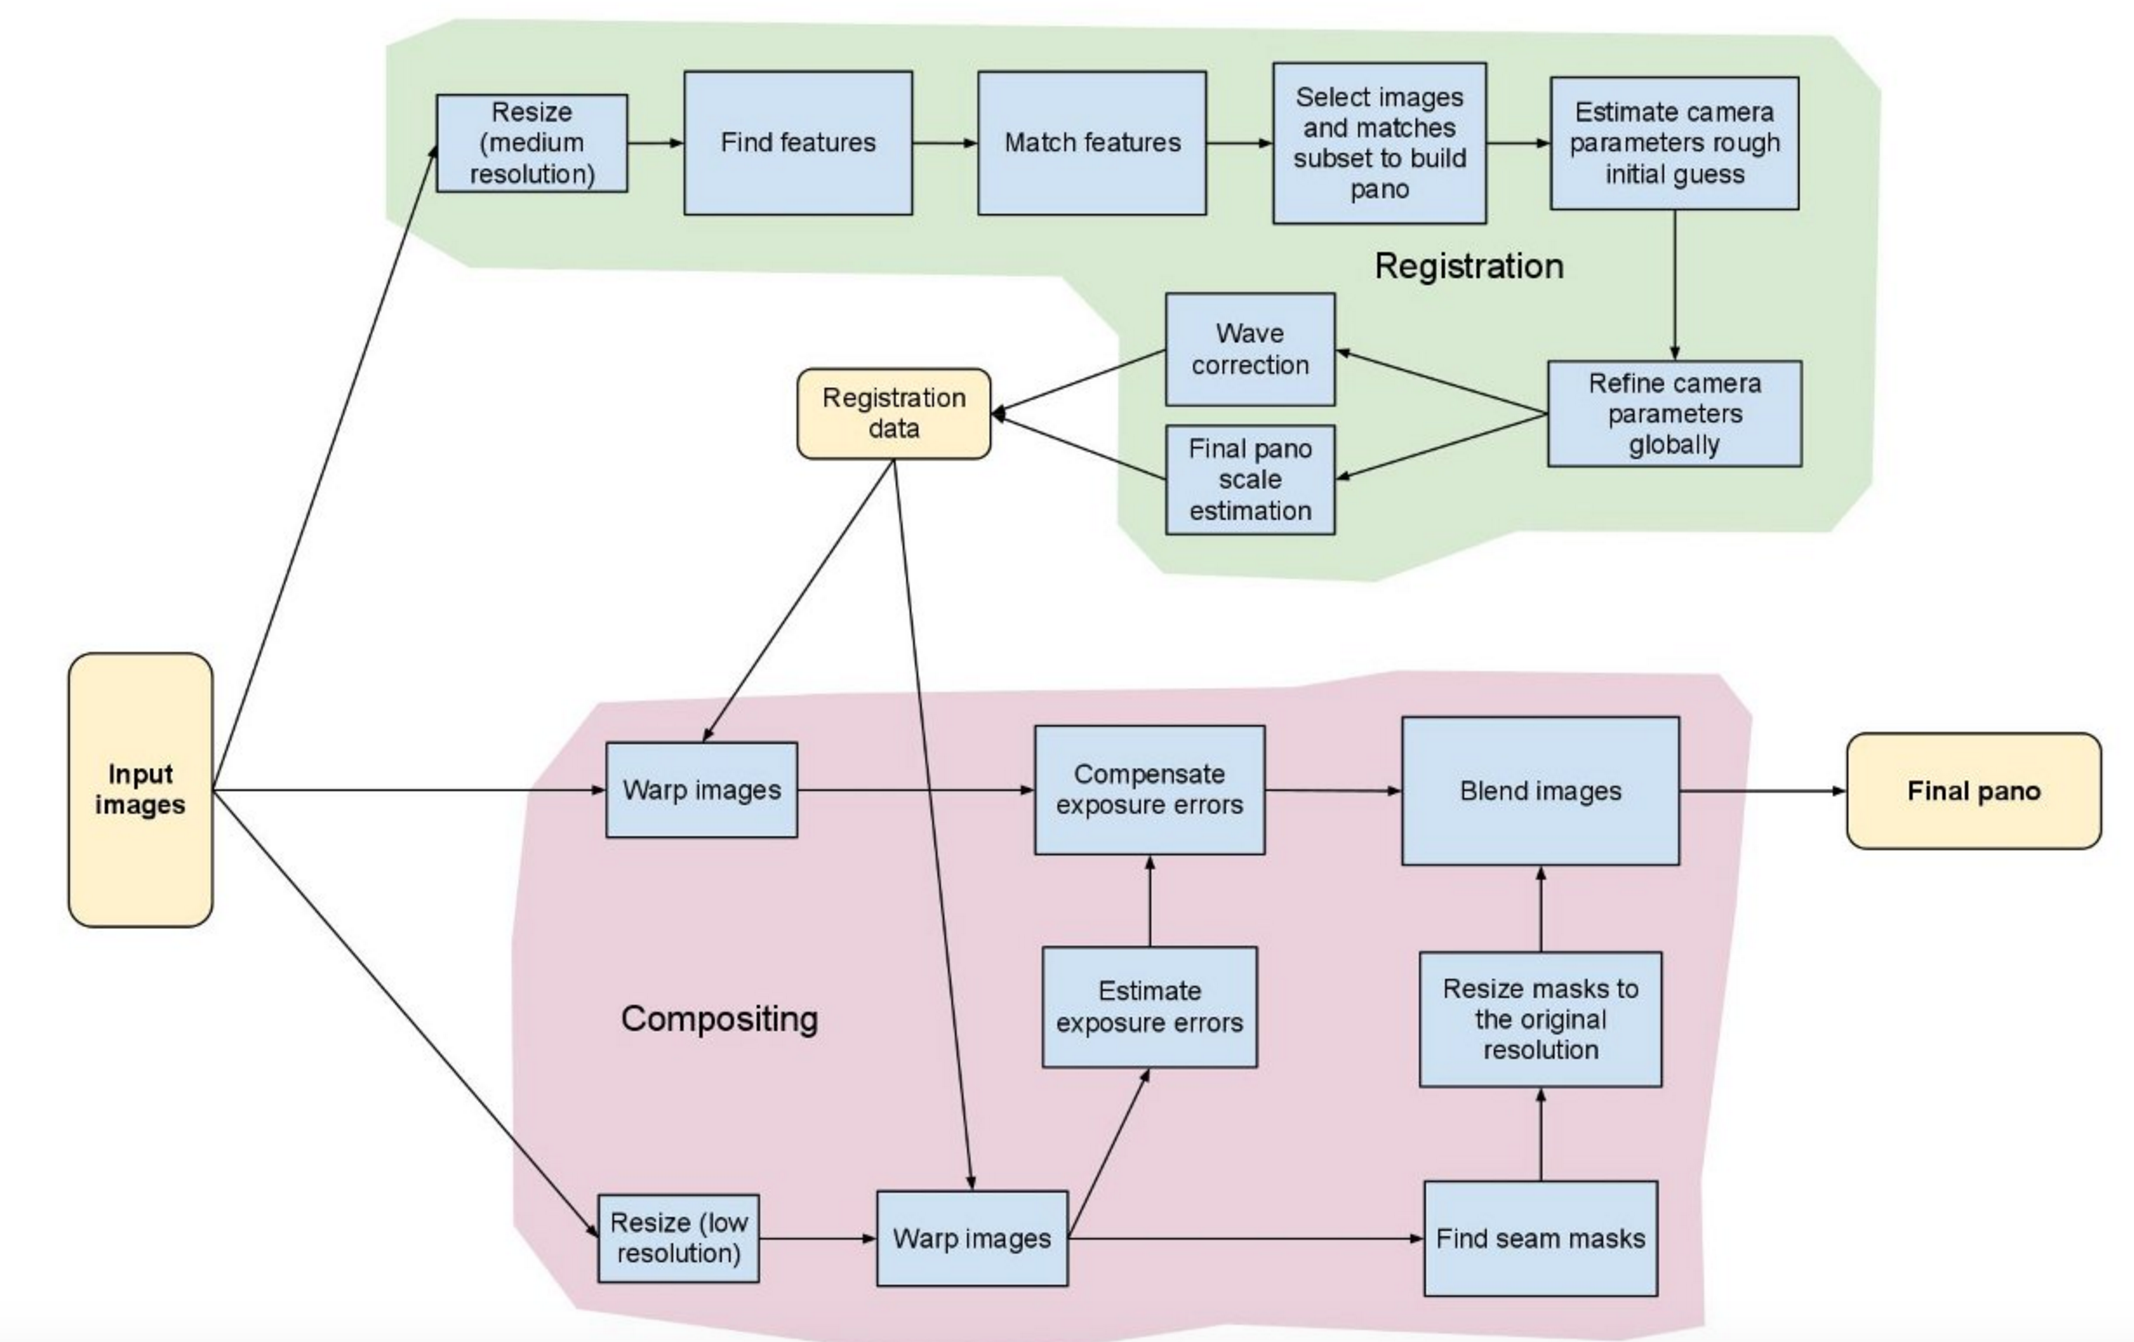 Resize
(medium
resolution)
Find features
Match features
Select images
and matches
subset to build
pano
Estimate camera
parameters rough
initial guess
Registration
Wave
correction
Refine camera
parameters
globally
Registration
data
Final pano
scale
estimation
Input
images
Warp images
Compensate
exposure errors
Blend images
Final pano
Estimate
exposure errors
Resize masks to
the original
resolution
Compositing
Resize (low
resolution)
Warp images
Find seam masks